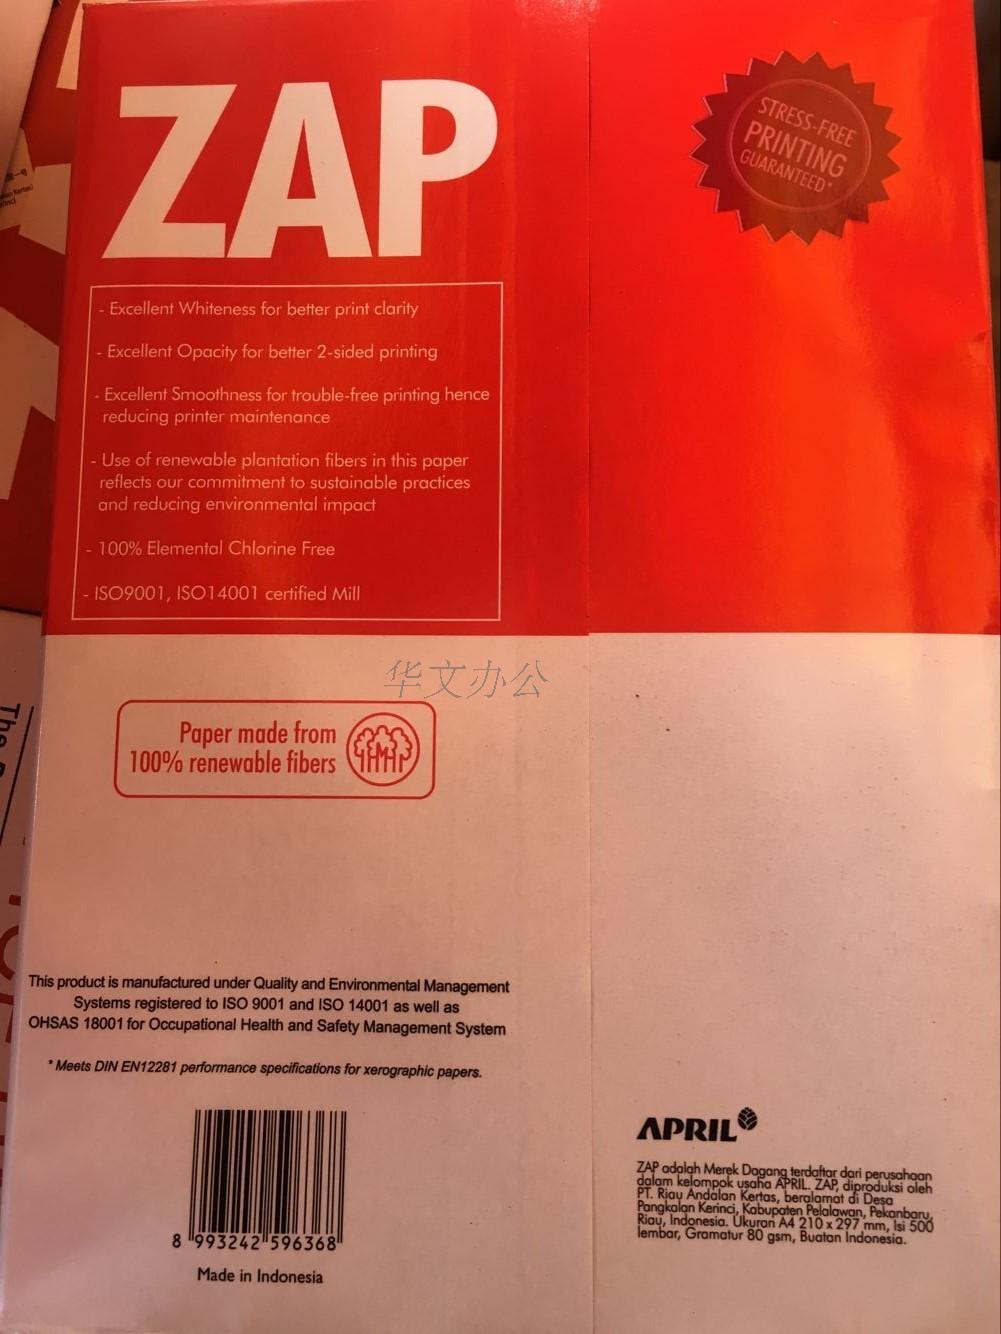 ZAP
STRESS-FREE
PRINTING
GUARANTEED*
- Excellent Whiteness for better print clarity
- Excellent Opacity for better 2-sided printing
- Excellent Smoothness for trouble-free printing hence
reducing printer maintenance
- Use of renewable plantation fibers in this paper
reflects our commitment to sustainable practices
and reducing environmental impact
- 100% Elemental Chlorine Free
- ISO9001, ISO14001 certified Mill
华文办公
Paper made from
100% renewable fibers
This product is manufactured under Quality and Environmental Management
Systems registered to ISO 9001 and ISO 14001 as well as
OHSAS 18001 for Occupational Health and Safety Management System
* Meets DIN EN12281 performance specifications for xerographic papers.
8 993242 596368
Made in Indonesia
APRIL
ZAP adalah Merek Dagang terdaftar dari perusahaan
dalam kelompok usaha APRIL. ZAP, diproduksi oleh
PT. Riau Andalan Kertas, beralamat di Desa
Pangkalan Kerinci, Kabupaten Pelalawan, Pekanbaru,
Riau, Indonesia. Ukuran A4 210 x 297 mm, Isi 500
lembar, Gramatur 80 gsm, Buatan Indonesia.
The